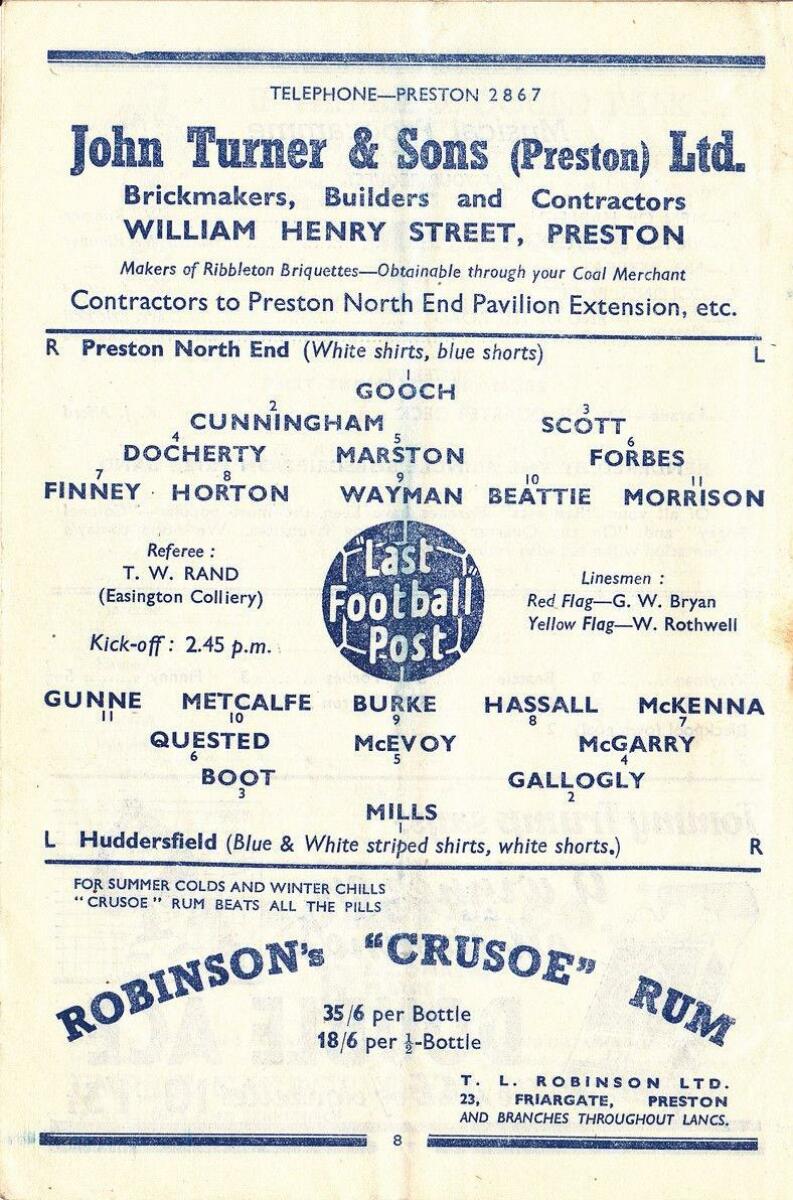 TELEPHONE—PRESTON 2867
John Turner & Sons (Preston) Ltd.
Brickmakers, Builders and Contractors
WILLIAM HENRY STREET, PRESTON
Makers of Ribbleton Briquettes—Obtainable through your Coal Merchant
Contractors to Preston North End Pavilion Extension, etc.
R Preston North End (White shirts, blue shorts) L
1
GOOCH
2 3
CUNNINGHAM SCOTT
4 5 6
DOCHERTY MARSTON FORBES
7 8 9 10 11
FINNEY HORTON WAYMAN BEATTIE MORRISON
Referee :
T. W. RAND
(Easington Colliery)
Kick-off : 2.45 p.m.
"Last
Football"
Post
Linesmen :
Red Flag—G. W. Bryan
Yellow Flag—W. Rothwell
GUNNE METCALFE BURKE HASSALL McKENNA
11 10 9 8 7
QUESTED McEVOY McGARRY
6 5 4
BOOT GALLOGLY
3 2
MILLS
1
L Huddersfield (Blue & White striped shirts, white shorts.) R
FOR SUMMER COLDS AND WINTER CHILLS
"CRUSOE" RUM BEATS ALL THE PILLS
ROBINSON's "CRUSOE" RUM
35/6 per Bottle
18/6 per ½-Bottle
T. L. ROBINSON LTD.
23, FRIARGATE, PRESTON
AND BRANCHES THROUGHOUT LANCS.
8